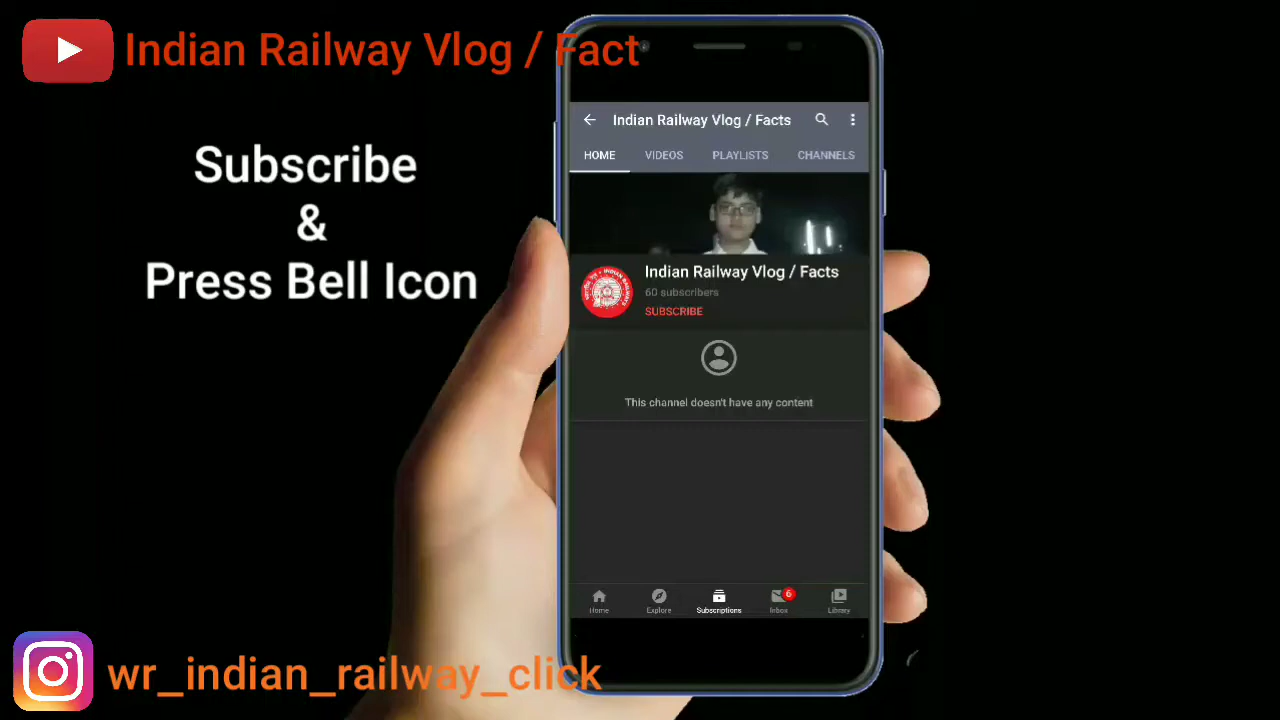 Indian Railway Vlog / Fact
Subscribe
&
Press Bell Icon
Indian Railway Vlog / Facts
HOME VIDEOS PLAYLISTS CHANNELS
Indian Railway Vlog / Facts
60 subscribers
SUBSCRIBE
This channel doesn't have any content
6
Home Explore Subscriptions Inbox Library
wr_indian_railway_click